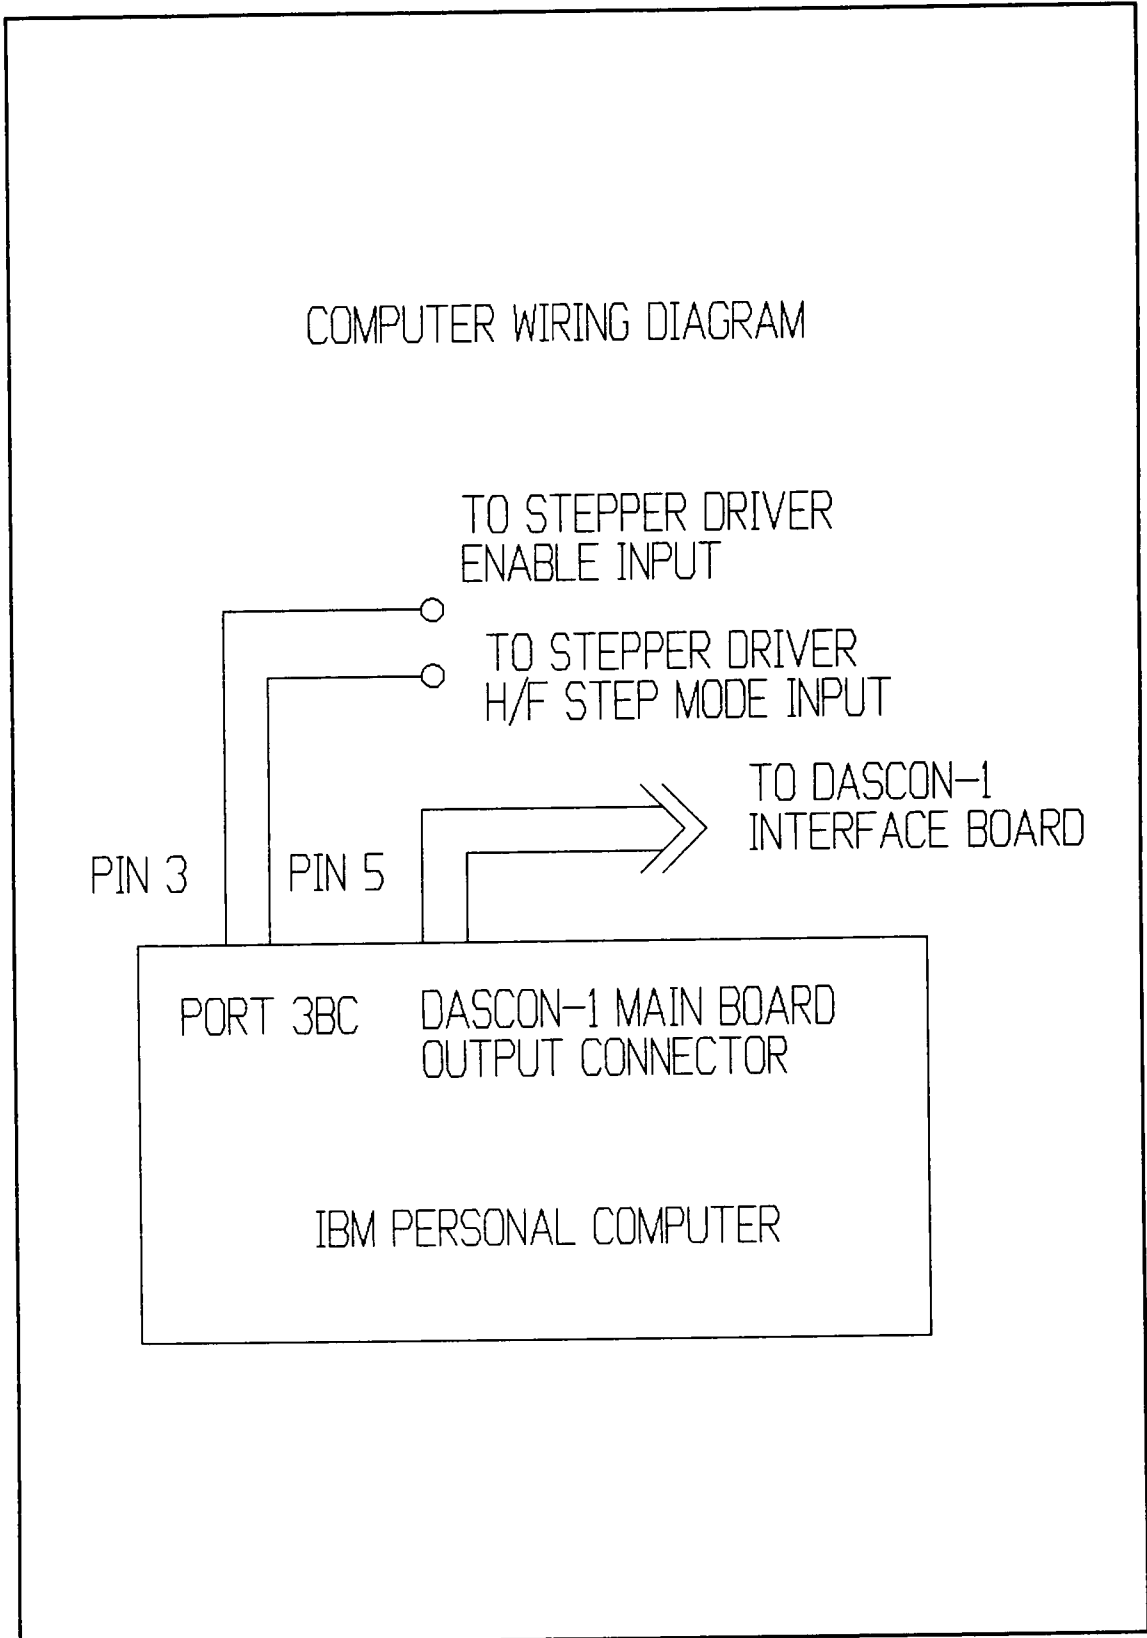 COMPUTER WIRING DIAGRAM
TO STEPPER DRIVER
ENABLE INPUT
TO STEPPER DRIVER
H/F STEP MODE INPUT
TO DASCON-1
INTERFACE BOARD
PIN 3
PIN 5
PORT 3BC
DASCON-1 MAIN BOARD
OUTPUT CONNECTOR
IBM PERSONAL COMPUTER